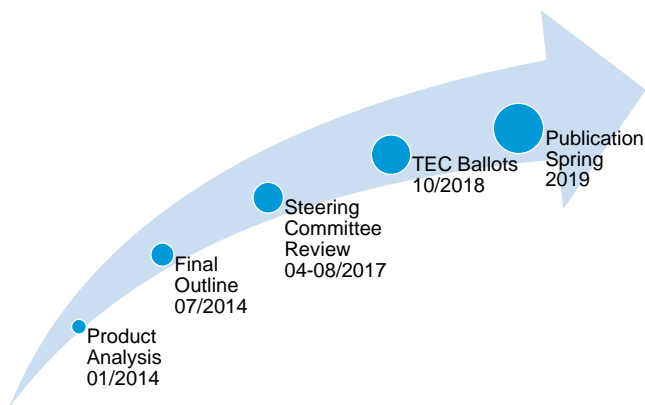 Product
Analysis
01/2014
Final
Outline
07/2014
Steering
Committee
Review
04-08/2017
TEC Ballots
10/2018
Publication
Spring
2019